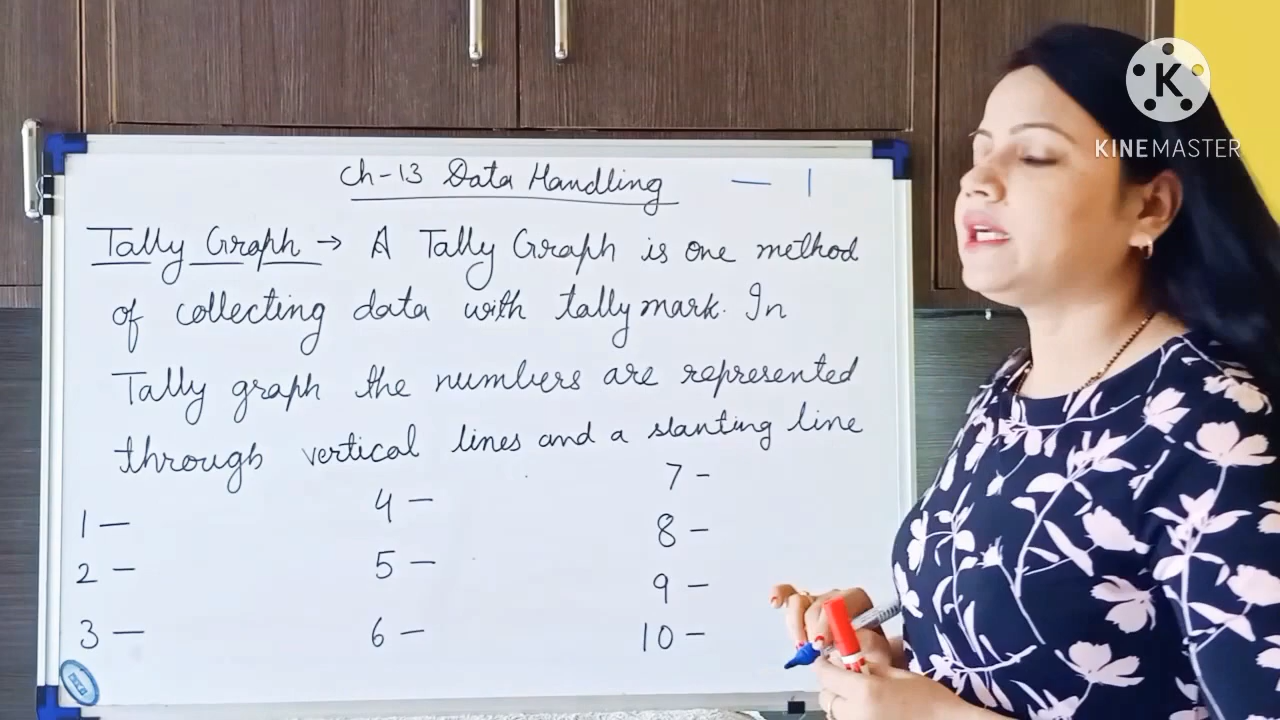 Ch-13 Data Handling — 1
Tally Graph → A Tally Graph is one method
of collecting data with tally mark. In
Tally graph the numbers are represented
through vertical lines and a slanting line
1 —
2 —
3 —
4 —
5 —
6 —
7 -
8 -
9 -
10 -
K
KINEMASTER